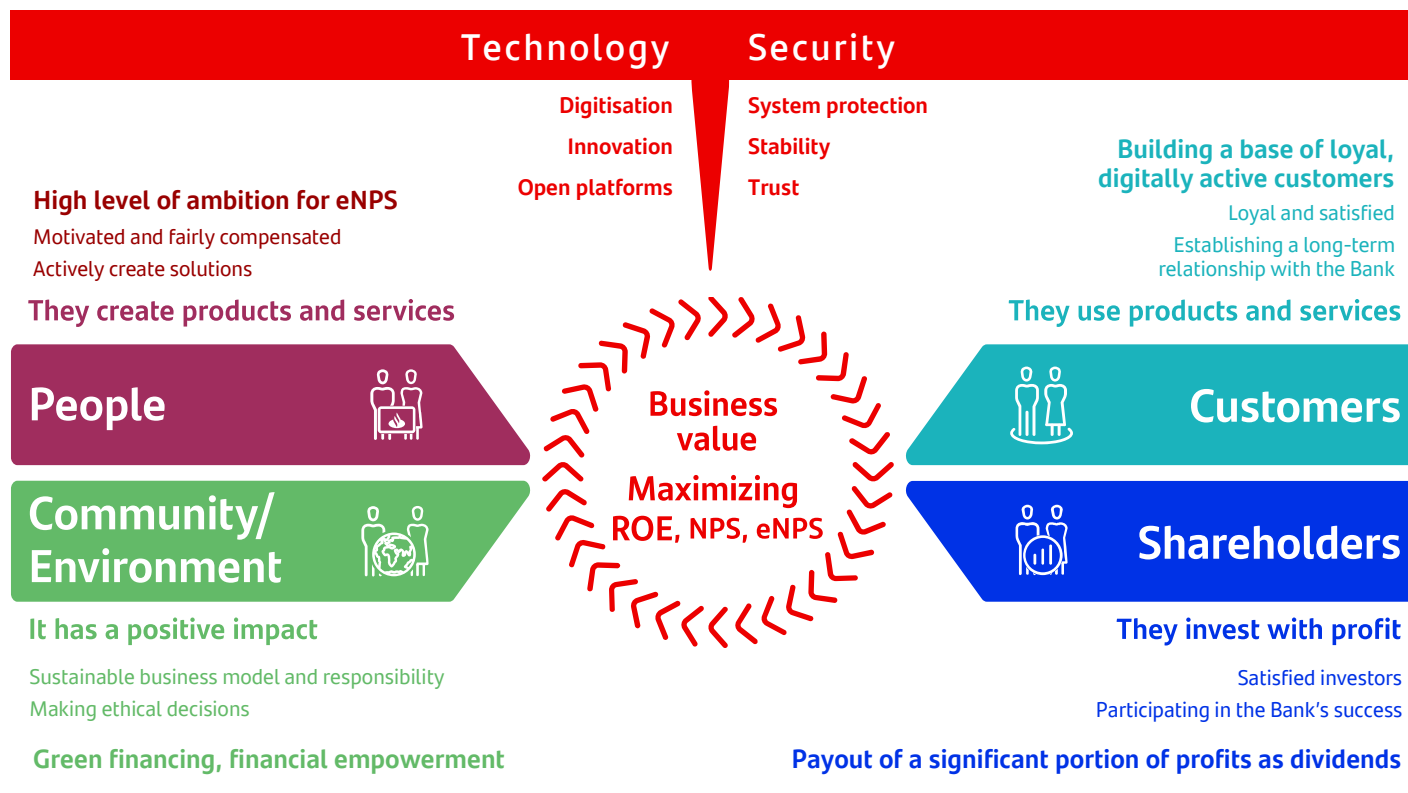 Technology
Security
Digitisation
Innovation
Open platforms
System protection
Stability
Trust
High level of ambition for eNPS
Motivated and fairly compensated
Actively create solutions
They create products and services
People
Building a base of loyal,
digitally active customers
Loyal and satisfied
Establishing a long-term
relationship with the Bank
They use products and services
Customers
Business
value
Maximizing
ROE, NPS, eNPS
Community/
Environment
It has a positive impact
Sustainable business model and responsibility
Making ethical decisions
Green financing, financial empowerment
Shareholders
They invest with profit
Satisfied investors
Participating in the Bank's success
Payout of a significant portion of profits as dividends